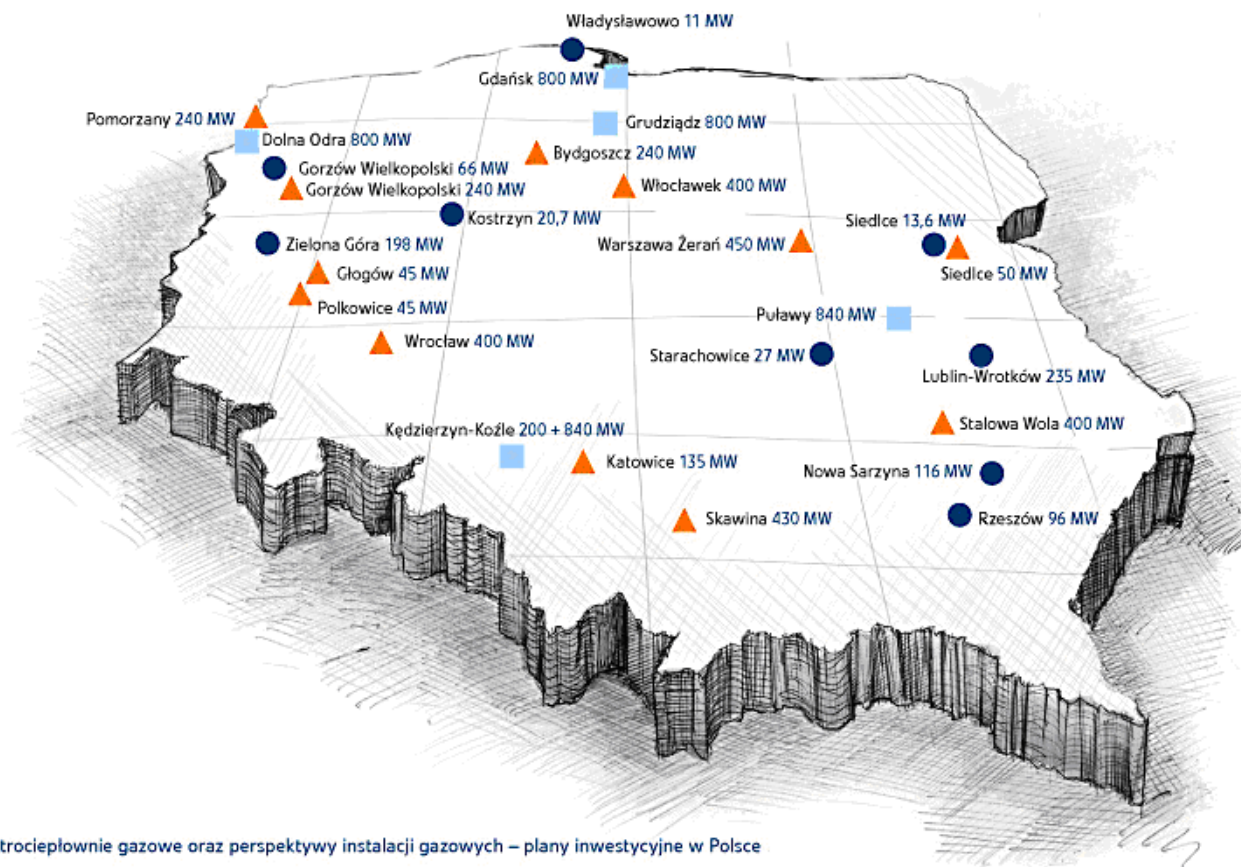 Władysławowo 11 MW
Gdańsk 800 MW
Pomorzany 240 MW
Grudziądz 800 MW
Dolna Odra 800 MW
Bydgoszcz 240 MW
Gorzów Wielkopolski 66 MW
Gorzów Wielkopolski 240 MW
Włocławek 400 MW
Kostrzyn 20,7 MW
Siedlce 13,6 MW
Zielona Góra 198 MW
Warszawa Żerań 450 MW
Siedlce 50 MW
Głogów 45 MW
Polkowice 45 MW
Puławy 840 MW
Wrocław 400 MW
Starachowice 27 MW
Lublin-Wrotków 235 MW
Stalowa Wola 400 MW
Kędzierzyn-Koźle 200 + 840 MW
Katowice 135 MW
Nowa Sarzyna 116 MW
Skawina 430 MW
Rzeszów 96 MW
trociepłownie gazowe oraz perspektywy instalacji gazowych – plany inwestycyjne w Polsce